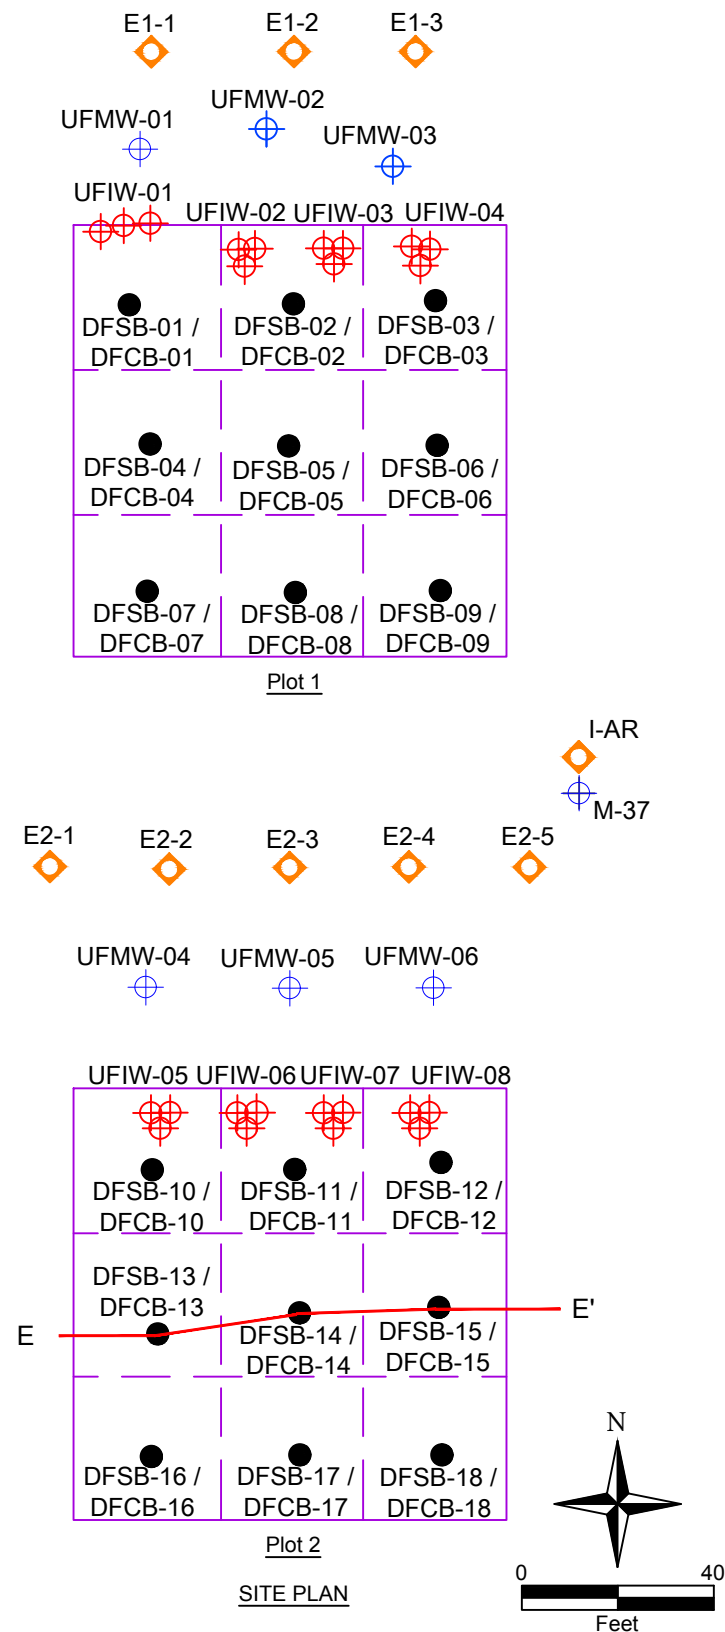 E1-1 E1-2 E1-3
UFMW-02
UFMW-01
UFMW-03
UFIW-01
UFIW-02 UFIW-03 UFIW-04
DFSB-01 / DFSB-02 / DFSB-03 /
DFCB-01 DFCB-02 DFCB-03
DFSB-04 / DFSB-05 / DFSB-06 /
DFCB-04 DFCB-05 DFCB-06
DFSB-07 / DFSB-08 / DFSB-09 /
DFCB-07 DFCB-08 DFCB-09
Plot 1
I-AR
M-37
E2-1 E2-2 E2-3 E2-4 E2-5
UFMW-04 UFMW-05 UFMW-06
UFIW-05 UFIW-06 UFIW-07 UFIW-08
DFSB-10 / DFSB-11 / DFSB-12 /
DFCB-10 DFCB-11 DFCB-12
DFSB-13 /
DFCB-13
E E'
DFSB-14 / DFSB-15 /
DFCB-14 DFCB-15
DFSB-16 / DFSB-17 / DFSB-18 /
DFCB-16 DFCB-17 DFCB-18
Plot 2
SITE PLAN
N
0 40
Feet